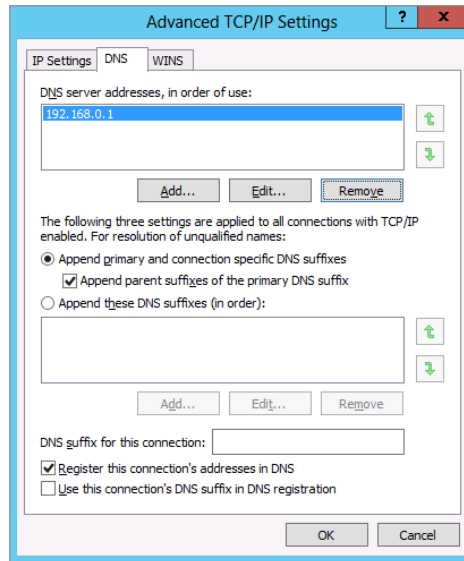 Advanced TCP/IP Settings
? x
IP Settings DNS WINS
DNS server addresses, in order of use:
192.168.0.1
Add... Edit... Remove
The following three settings are applied to all connections with TCP/IP
enabled. For resolution of unqualified names:
Append primary and connection specific DNS suffixes
Append parent suffixes of the primary DNS suffix
Append these DNS suffixes (in order):
Add... Edit... Remove
DNS suffix for this connection:
Register this connection's addresses in DNS
Use this connection's DNS suffix in DNS registration
OK Cancel